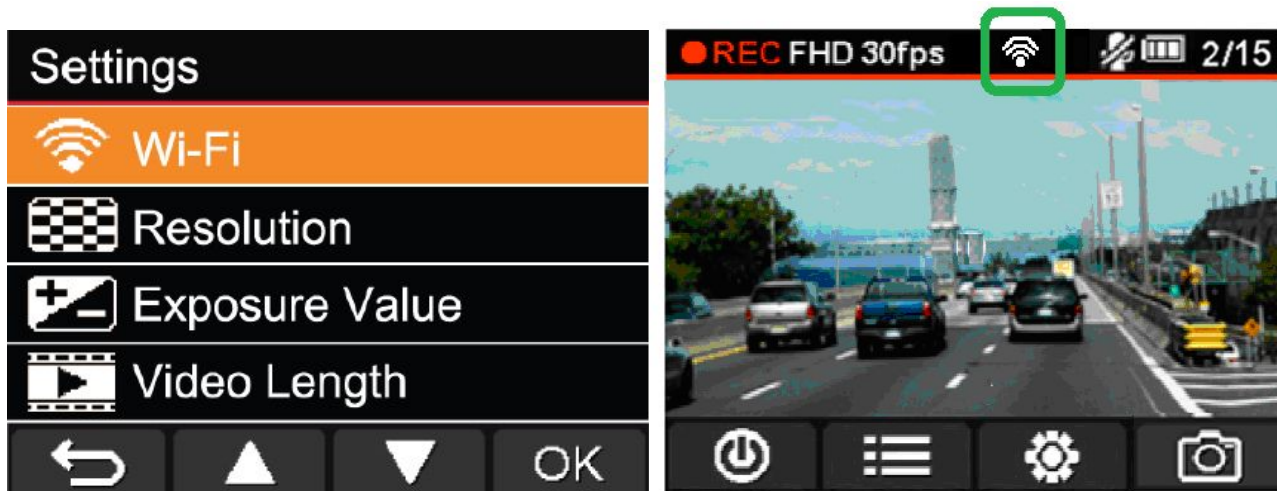 Settings
Wi-Fi
Resolution
Exposure Value
Video Length
OK
REC FHD 30fps 2/15